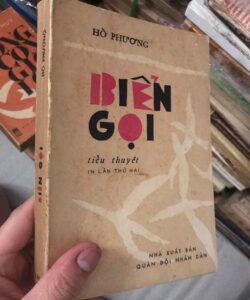 HỒ PHƯƠNG
BIỂN
GỌI
tiểu thuyết
IN LẦN THỨ HAI
NHÀ XUẤT BẢN
QUÂN ĐỘI NHÂN DÂN